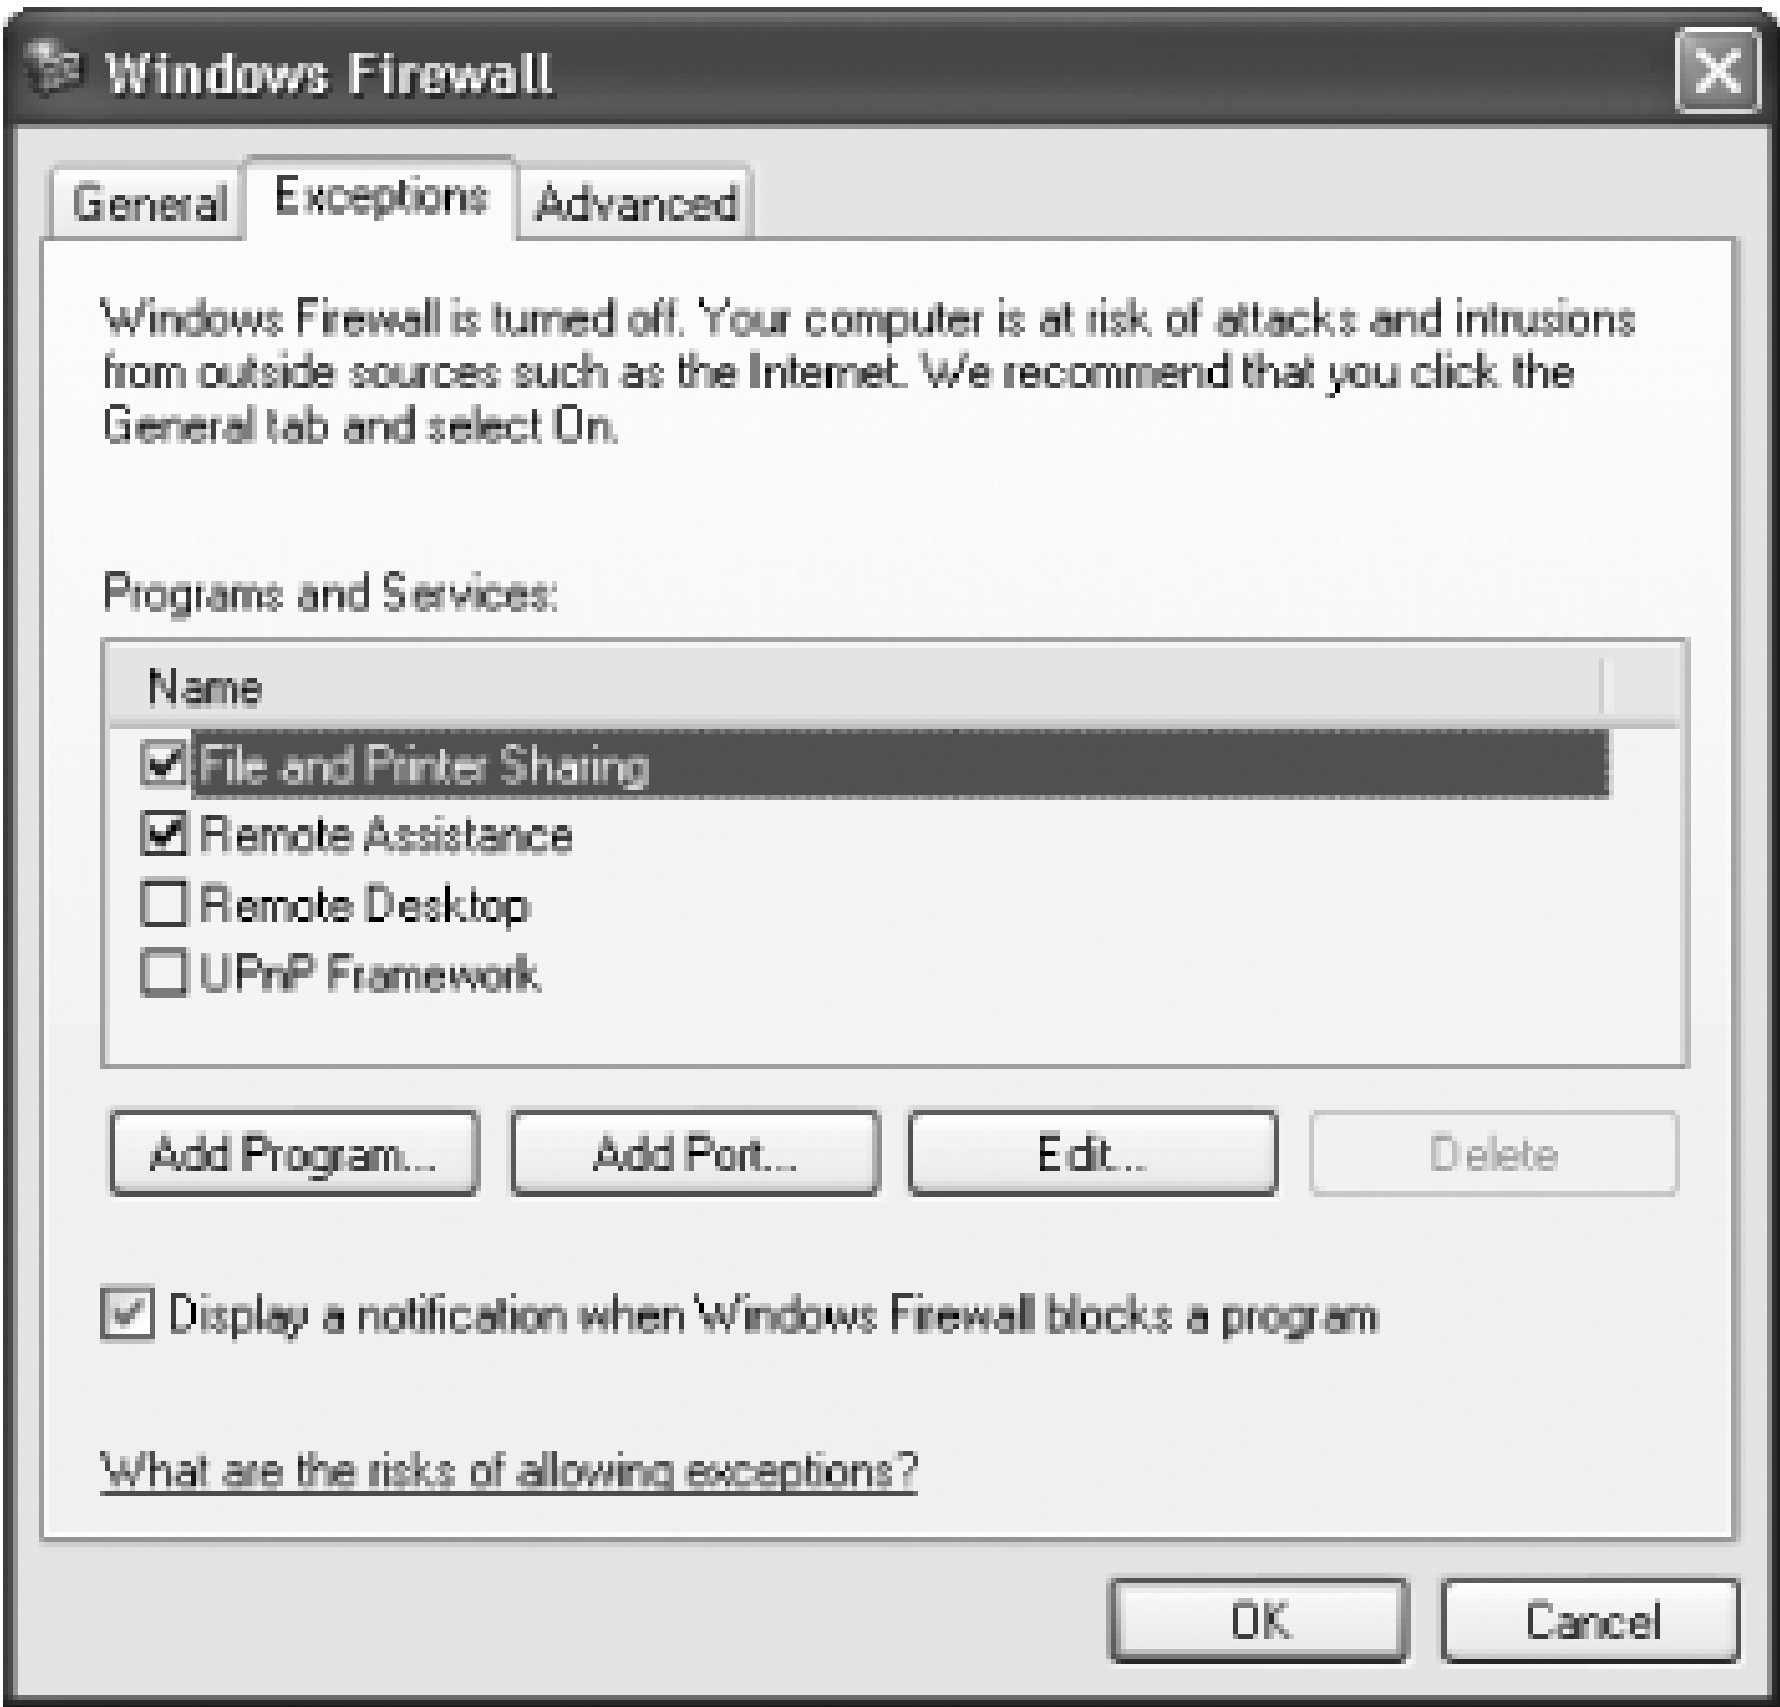 Windows Firewall
General
Exceptions
Advanced
Windows Firewall is turned off. Your computer is at risk of attacks and intrusions
from outside sources such as the Internet. We recommend that you click the
General tab and select On.
Programs and Services:
Name
File and Printer Sharing
Remote Assistance
Remote Desktop
UPnP Framework
Add Program...
Add Port...
Edit...
Delete
Display a notification when Windows Firewall blocks a program
What are the risks of allowing exceptions?
OK
Cancel